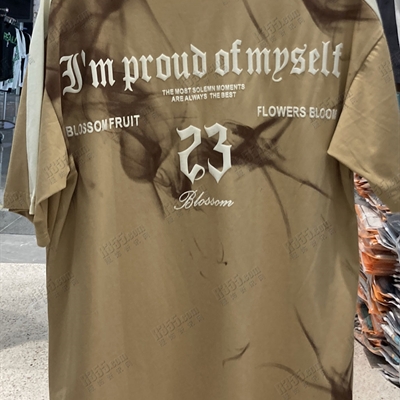 I'm proud of myself
THE MOST SOLEMN MOMENTS
ARE ALWAYS THE BEST
BLOSSOM FRUIT
FLOWERS BLOOM
23
Blossom